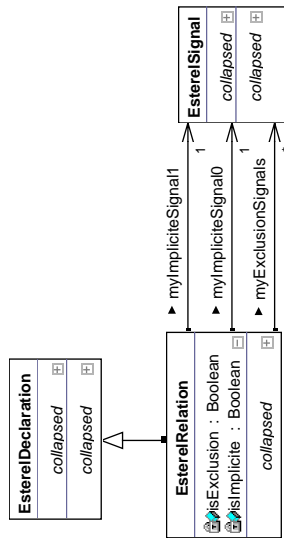 EsterelDeclaration
collapsed
collapsed
EsterelRelation
isExclusion : Boolean
isImplicite : Boolean
collapsed
▶ myImpliciteSignal1
1
▶ myImpliciteSignal0
1
▶ myExclusionSignals
*
EsterelSignal
collapsed
collapsed